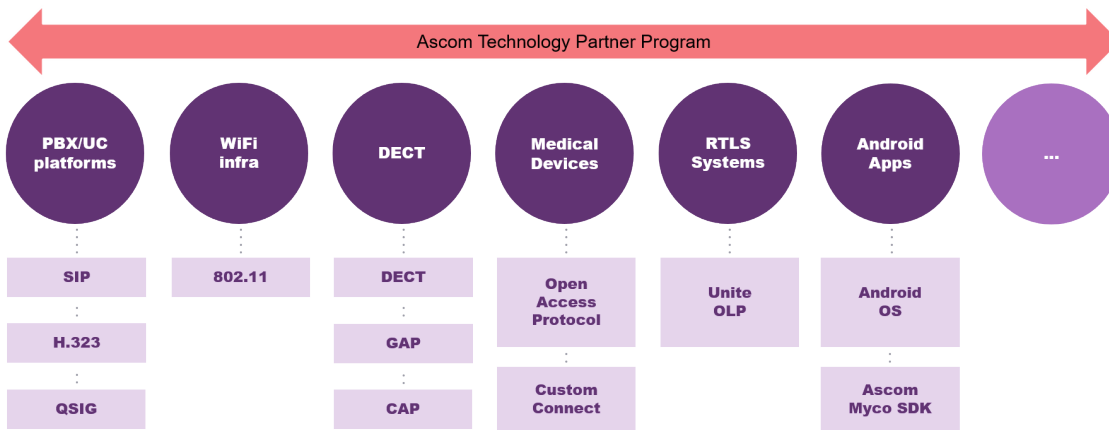 Ascom Technology Partner Program
PBX/UC
platforms
WiFi
infra
DECT
Medical
Devices
RTLS
Systems
Android
Apps
...
SIP
H.323
QSIG
802.11
DECT
GAP
CAP
Open
Access
Protocol
Custom
Connect
Unite
OLP
Android
OS
Ascom
Myco SDK